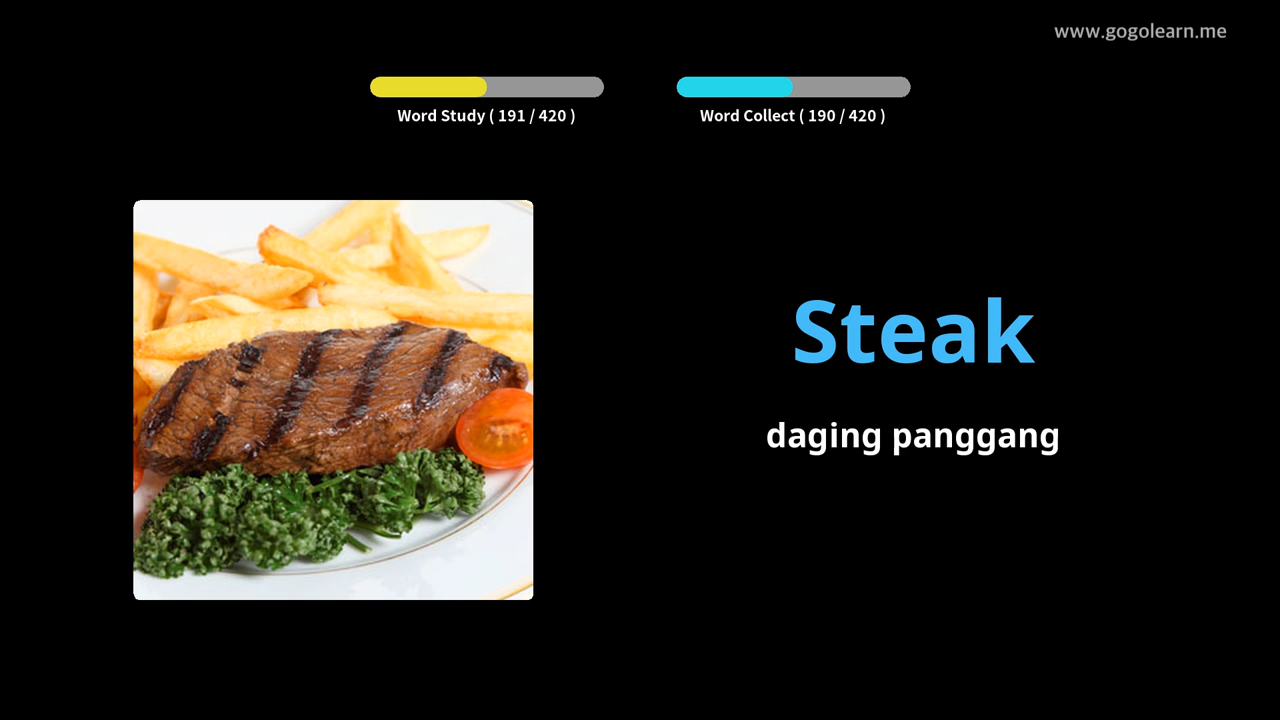 www.gogolearn.me
Word Study ( 191 / 420 )
Word Collect ( 190 / 420 )
Steak
daging panggang